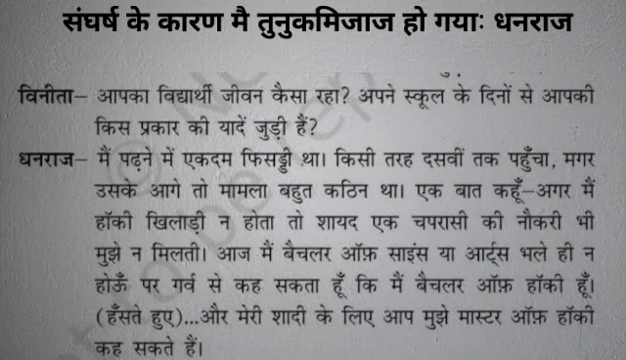 संघर्ष के कारण मै तुनुकमिजाज हो गयाः धनराज
विनीता– आपका विद्यार्थी जीवन कैसा रहा? अपने स्कूल के दिनों से आपकी
किस प्रकार की यादें जुड़ी हैं?
धनराज– मैं पढ़ने में एकदम फिसड्डी था। किसी तरह दसवीं तक पहुँचा, मगर
उसके आगे तो मामला बहुत कठिन था। एक बात कहूँ–अगर मैं
हॉकी खिलाड़ी न होता तो शायद एक चपरासी की नौकरी भी
मुझे न मिलती। आज मैं बैचलर ऑफ़ साइंस या आर्ट्स भले ही न
होऊँ पर गर्व से कह सकता हूँ कि मैं बैचलर ऑफ़ हॉकी हूँ।
(हँसते हुए)...और मेरी शादी के लिए आप मुझे मास्टर ऑफ़ हॉकी
कह सकते हैं।